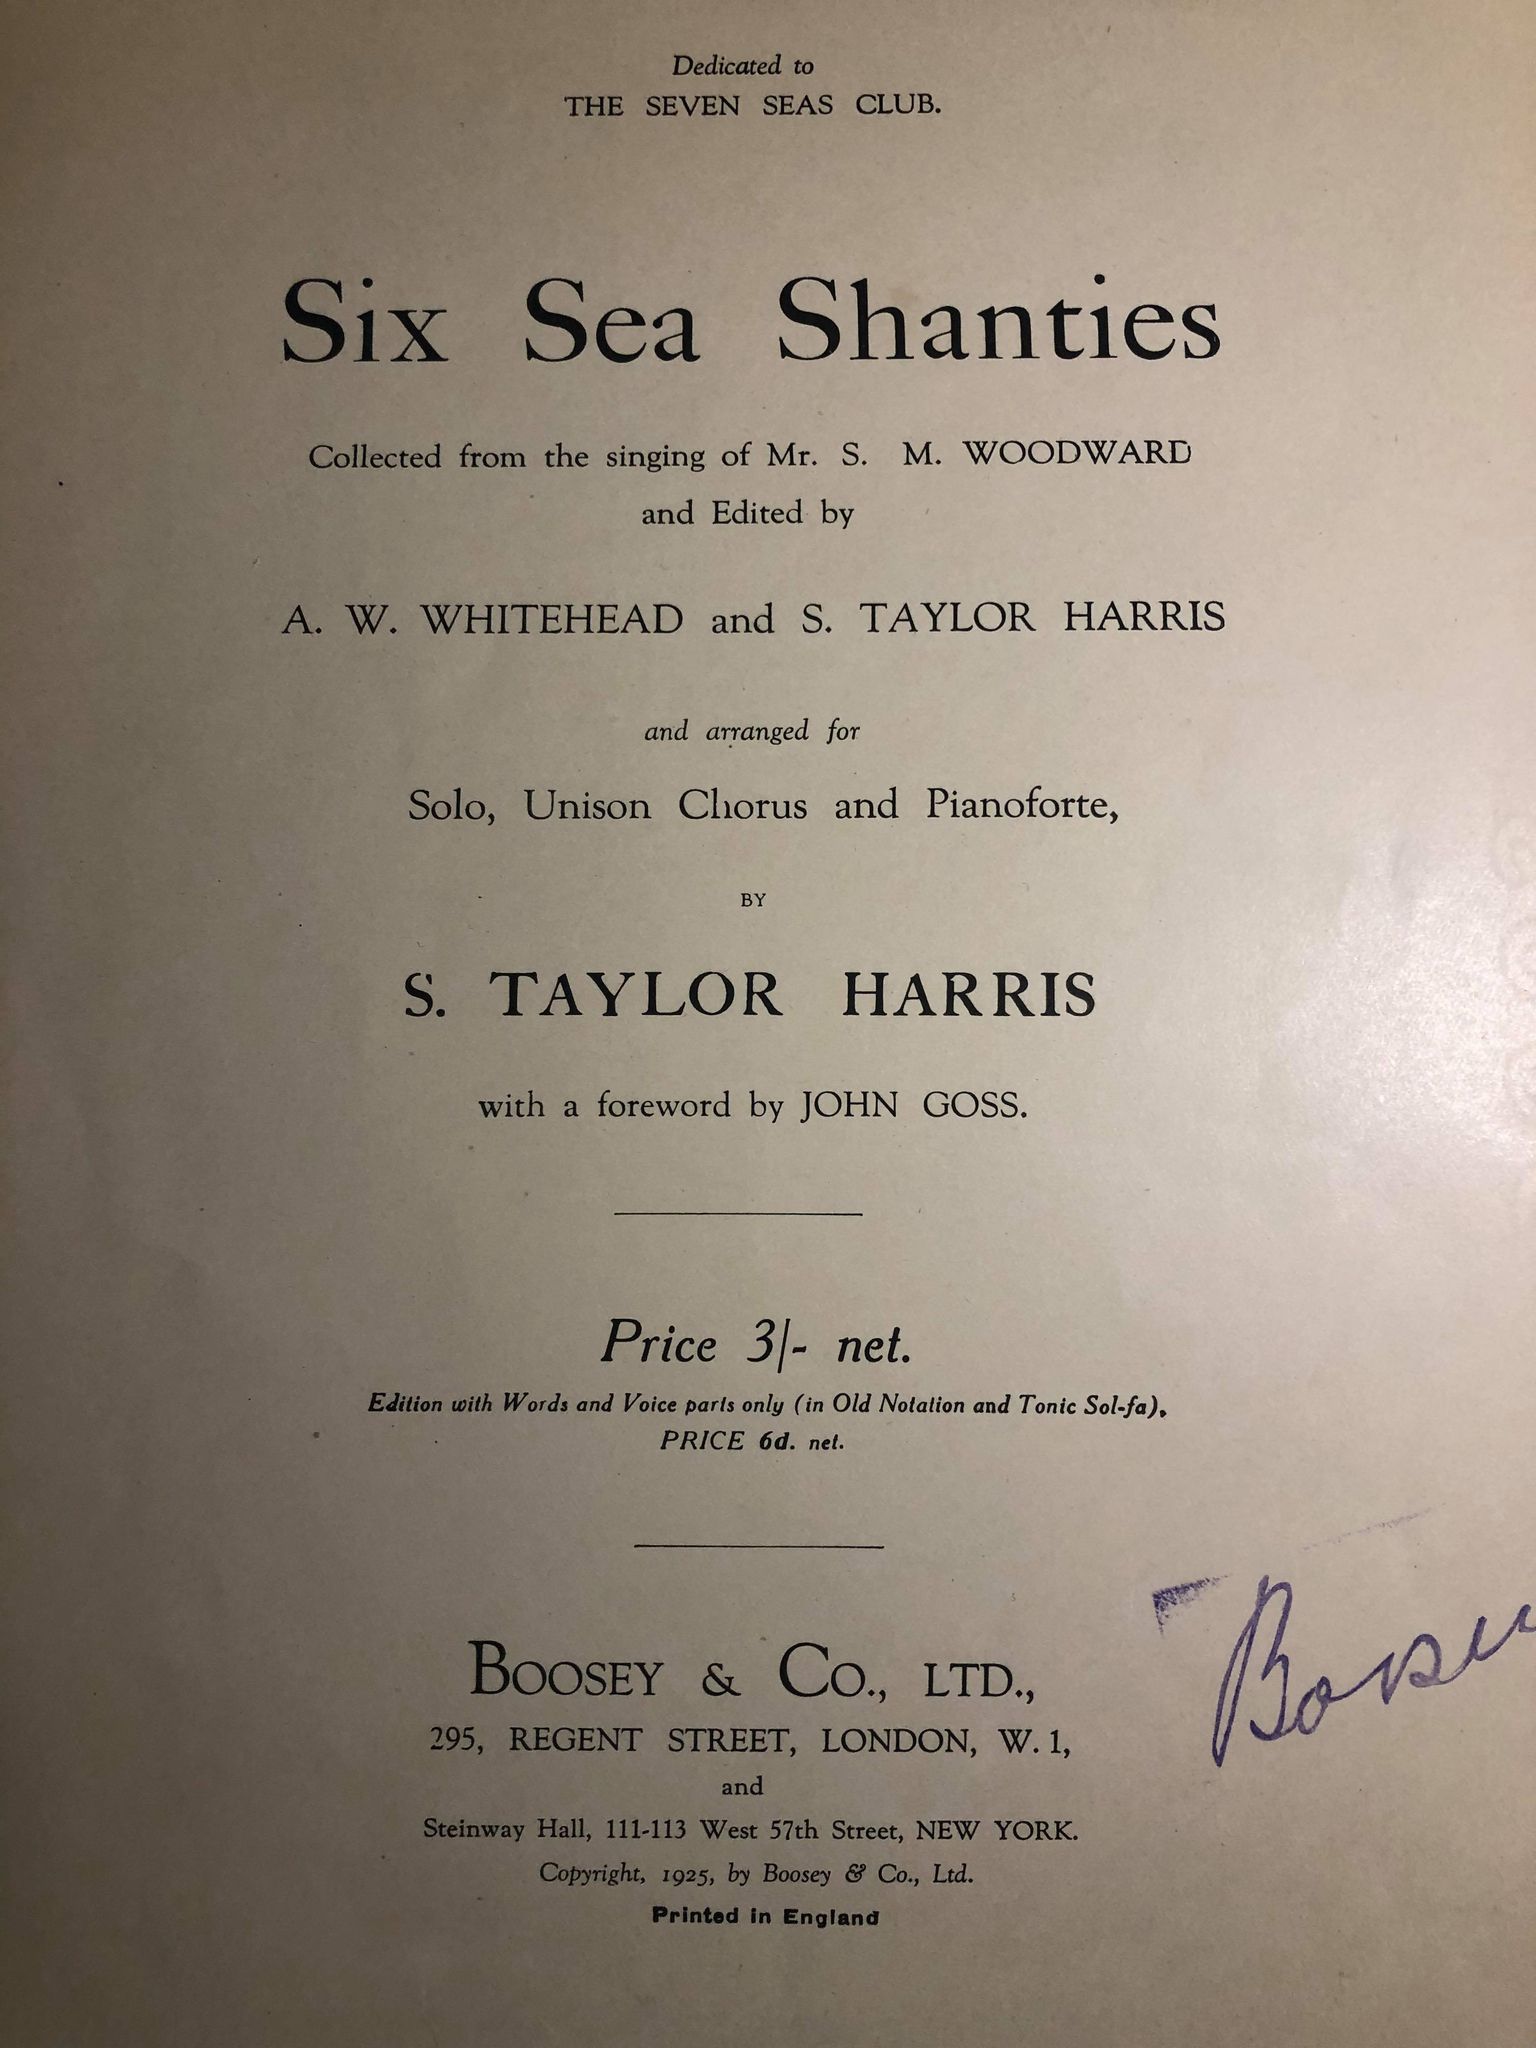 Dedicated to
THE SEVEN SEAS CLUB.
Six Sea Shanties
Collected from the singing of Mr. S. M. WOODWARD
and Edited by
A. W. WHITEHEAD and S. TAYLOR HARRIS
and arranged for
Solo, Unison Chorus and Pianoforte,
BY
S. TAYLOR HARRIS
with a foreword by JOHN GOSS.
Price 3/- net.
Edition with Words and Voice parts only (in Old Notation and Tonic Sol-fa),
PRICE 6d. net.
BOOSEY & CO., LTD.,
295, REGENT STREET, LONDON, W. 1,
and
Steinway Hall, 111-113 West 57th Street, NEW YORK.
Copyright, 1925, by Boosey & Co., Ltd.
Printed in England